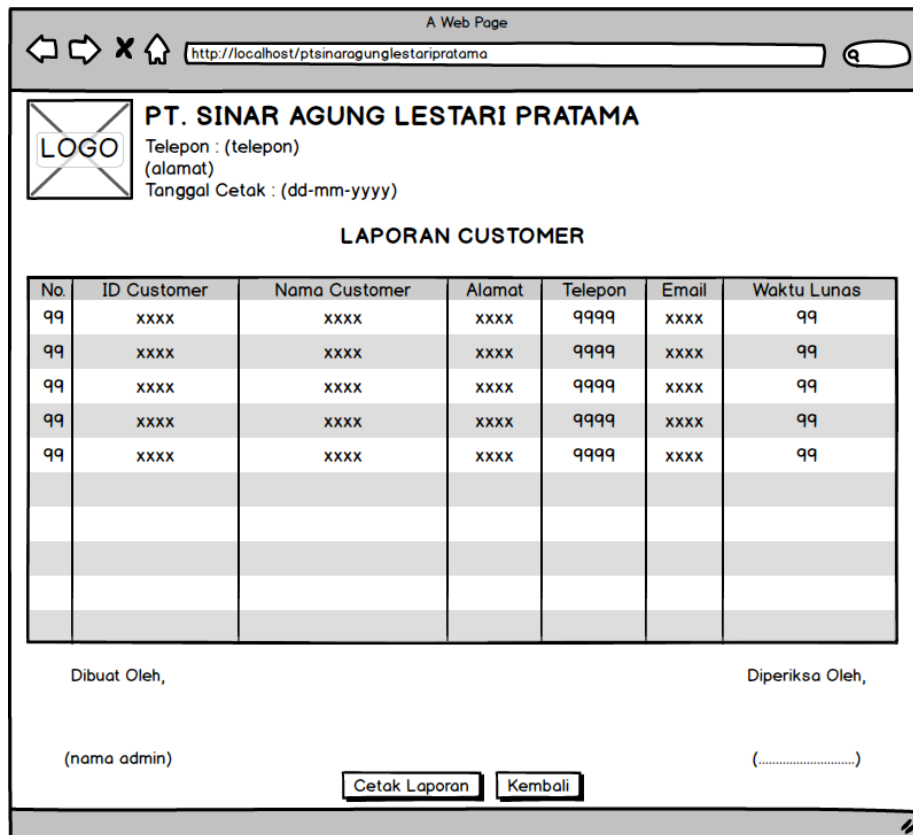 A Web Page
http://localhost/ptsinaragunglestaripratama
LOGO
PT. SINAR AGUNG LESTARI PRATAMA
Telepon : (telepon)
(alamat)
Tanggal Cetak : (dd-mm-yyyy)
LAPORAN CUSTOMER
No. ID Customer Nama Customer Alamat Telepon Email Waktu Lunas
99 xxxx xxxx xxxx 9999 xxxx 99
99 xxxx xxxx xxxx 9999 xxxx 99
99 xxxx xxxx xxxx 9999 xxxx 99
99 xxxx xxxx xxxx 9999 xxxx 99
99 xxxx xxxx xxxx 9999 xxxx 99
Dibuat Oleh, Diperiksa Oleh,
(nama admin) (............................)
Cetak Laporan Kembali